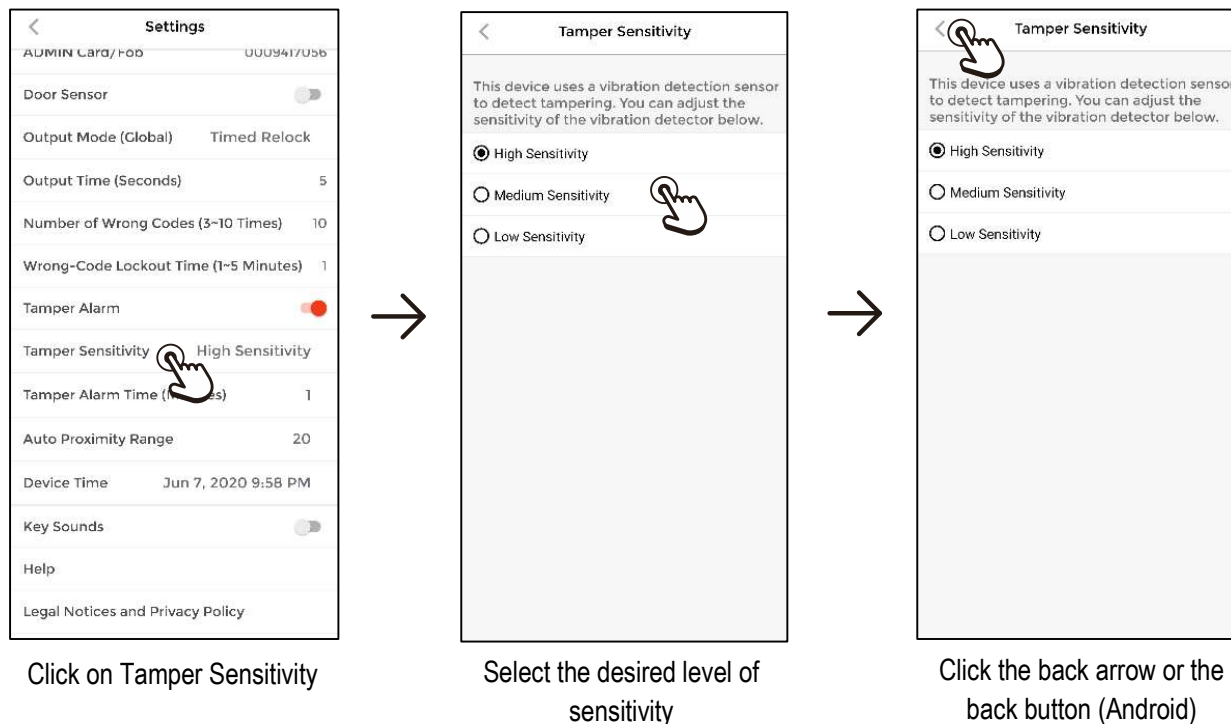 Settings
ADMIN Card/Fob 0009417056
Door Sensor
Output Mode (Global) Timed Relock
Output Time (Seconds) 5
Number of Wrong Codes (3~10 Times) 10
Wrong-Code Lockout Time (1~5 Minutes) 1
Tamper Alarm
Tamper Sensitivity High Sensitivity
Tamper Alarm Time ( es) 1
Auto Proximity Range 20
Device Time Jun 7, 2020 9:58 PM
Key Sounds
Help
Legal Notices and Privacy Policy
Click on Tamper Sensitivity
Tamper Sensitivity
This device uses a vibration detection sensor
to detect tampering. You can adjust the
sensitivity of the vibration detector below.
High Sensitivity
Medium Sensitivity
Low Sensitivity
Select the desired level of
sensitivity
Tamper Sensitivity
This device uses a vibration detection sensor
to detect tampering. You can adjust the
sensitivity of the vibration detector below.
High Sensitivity
Medium Sensitivity
Low Sensitivity
Click the back arrow or the
back button (Android)